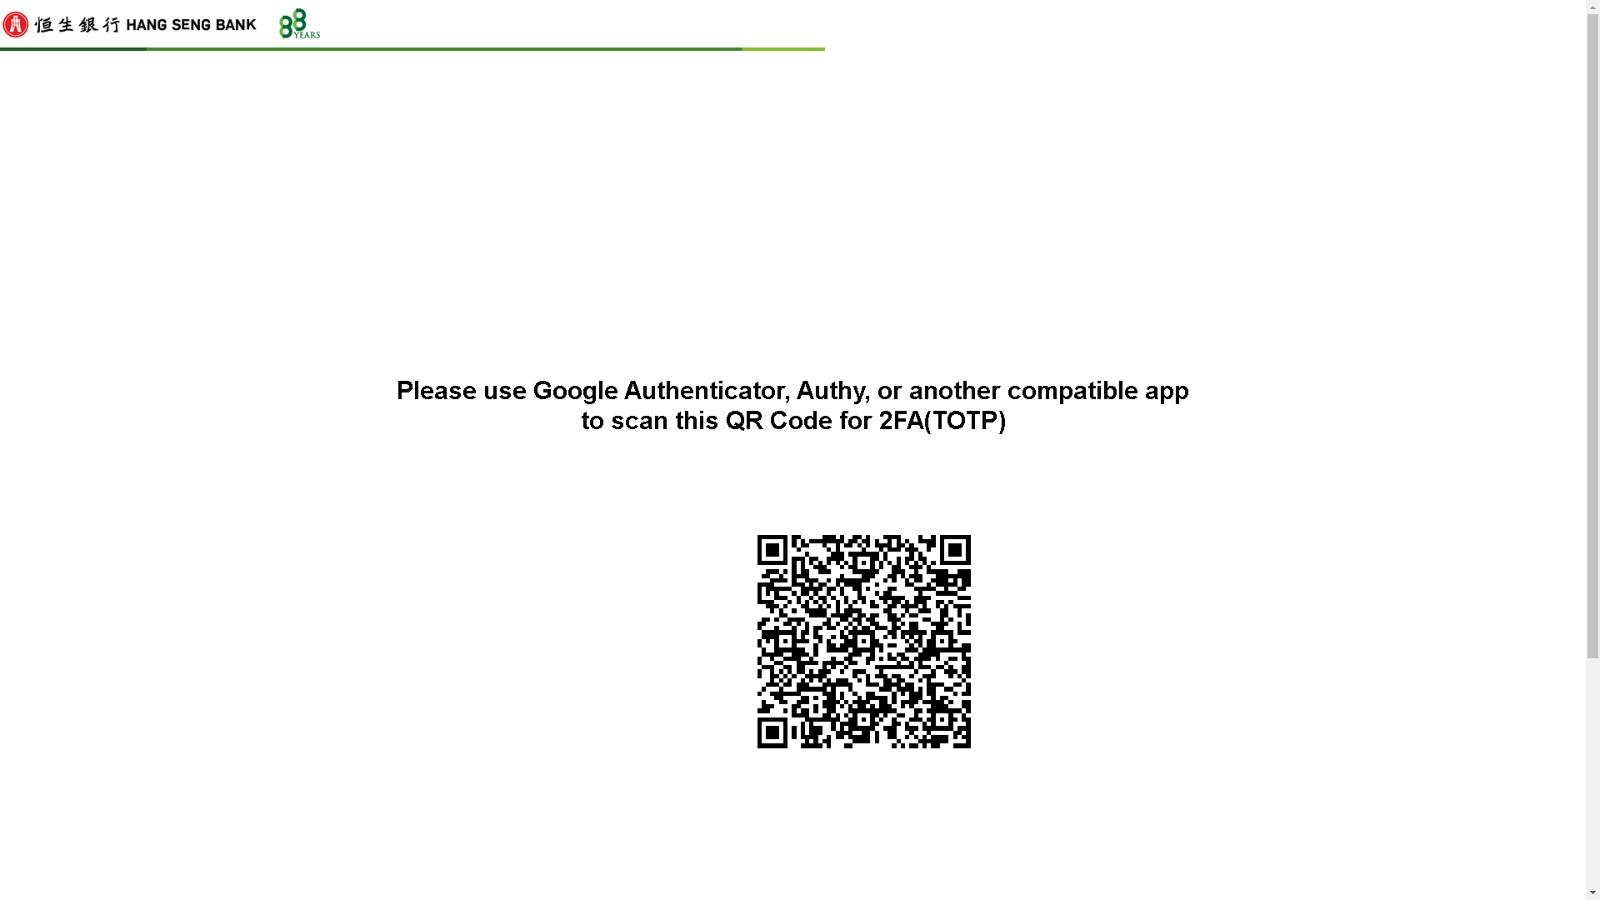 恒生銀行 HANG SENG BANK 88 YEARS
Please use Google Authenticator, Authy, or another compatible app
to scan this QR Code for 2FA(TOTP)